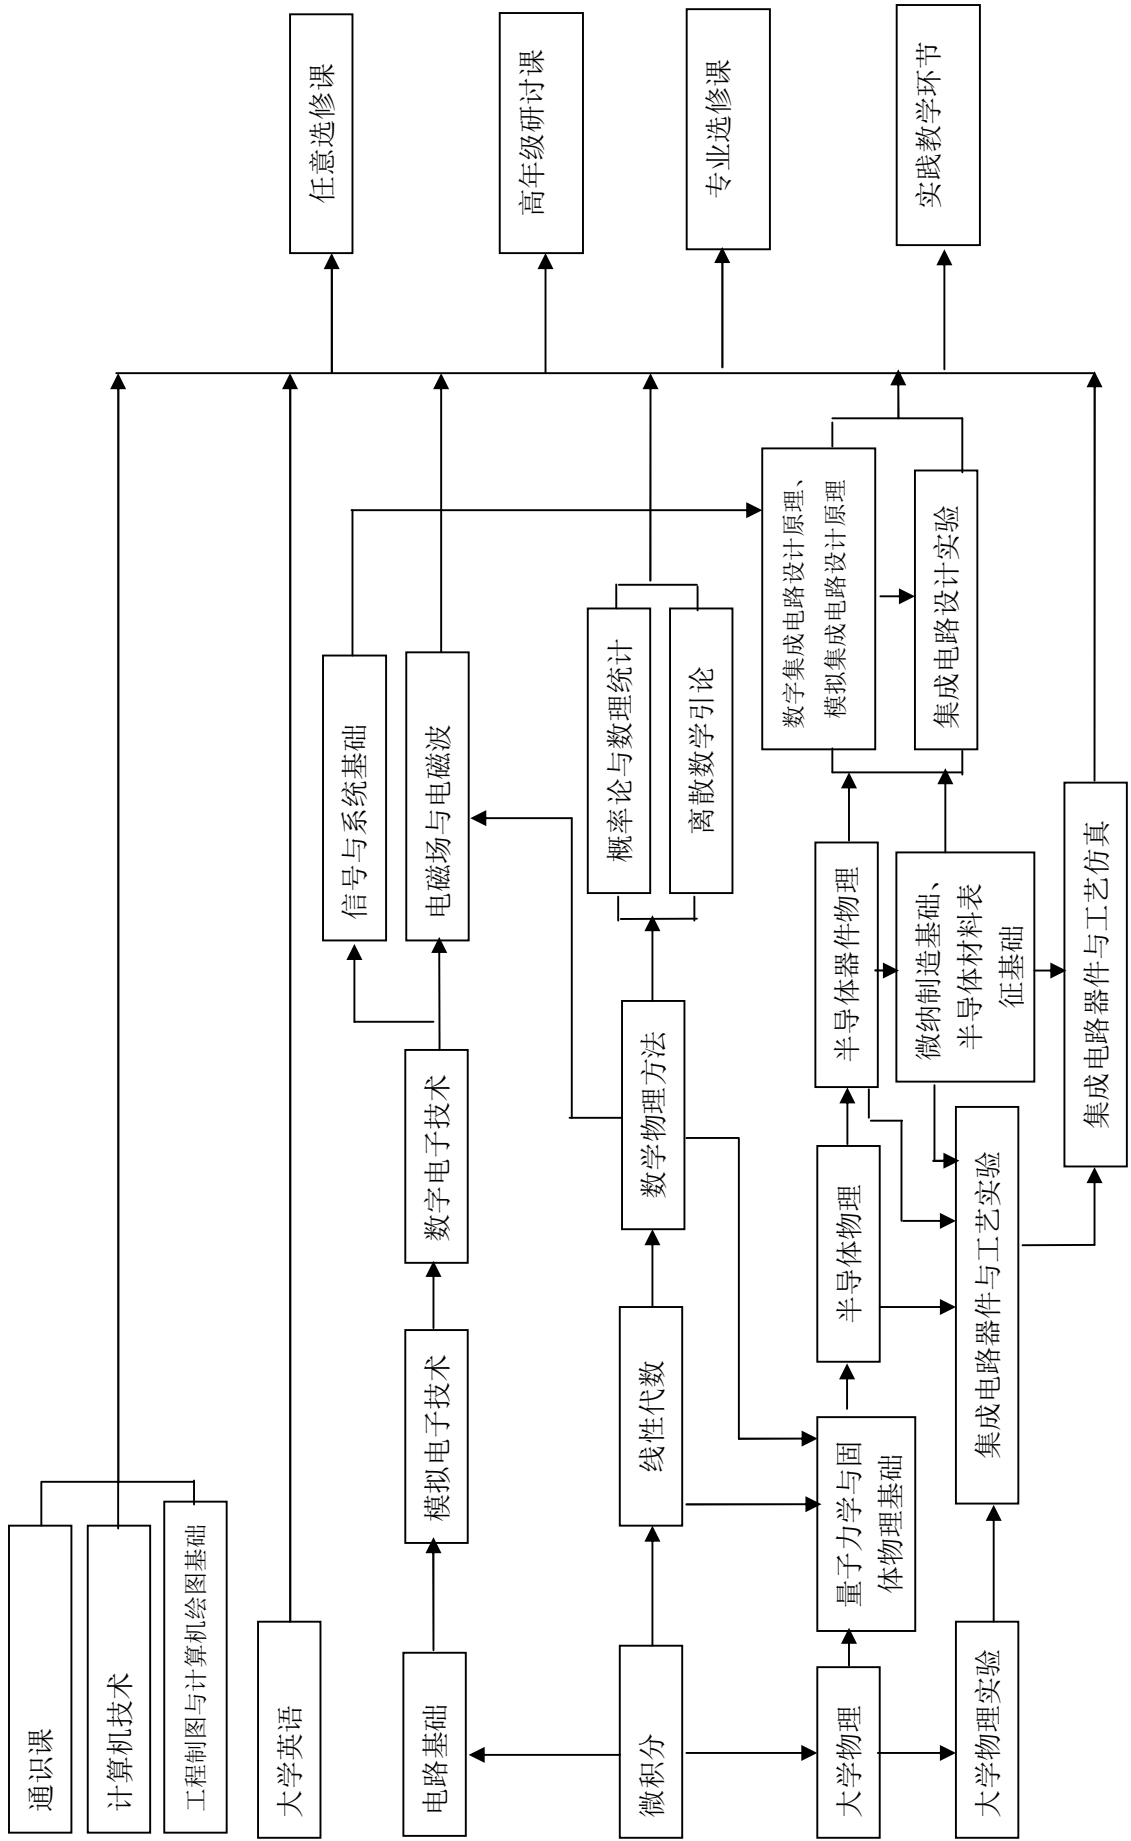 通识课
计算机技术
工程制图与计算机绘图基础
大学英语
电路基础
模拟电子技术
数字电子技术
信号与系统基础
电磁场与电磁波
微积分
线性代数
数学物理方法
概率论与数理统计
离散数学引论
大学物理
量子力学与固
体物理基础
半导体物理
半导体器件物理
数字集成电路设计原理、
模拟集成电路设计原理
集成电路设计实验
微纳制造基础、
半导体材料表
征基础
大学物理实验
集成电路器件与工艺实验
集成电路器件与工艺仿真
任意选修课
高年级研讨课
专业选修课
实践教学环节